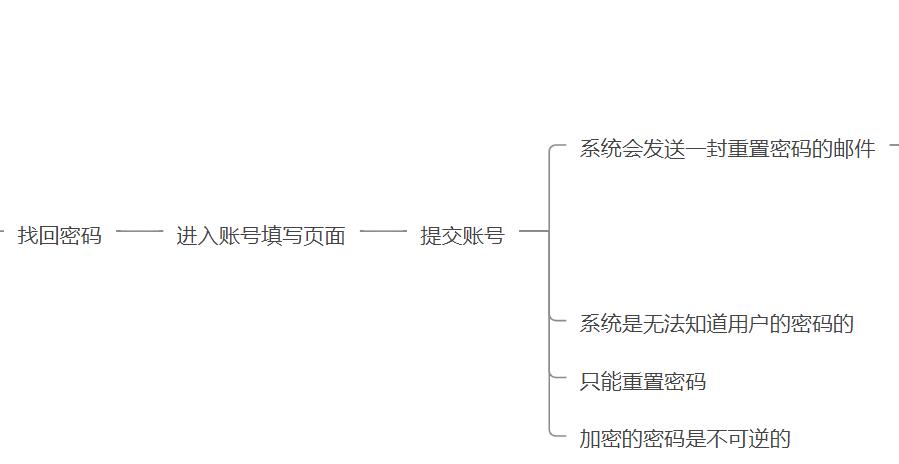 找回密码
进入账号填写页面
提交账号
系统会发送一封重置密码的邮件
系统是无法知道用户的密码的
只能重置密码
加密的密码是不可逆的